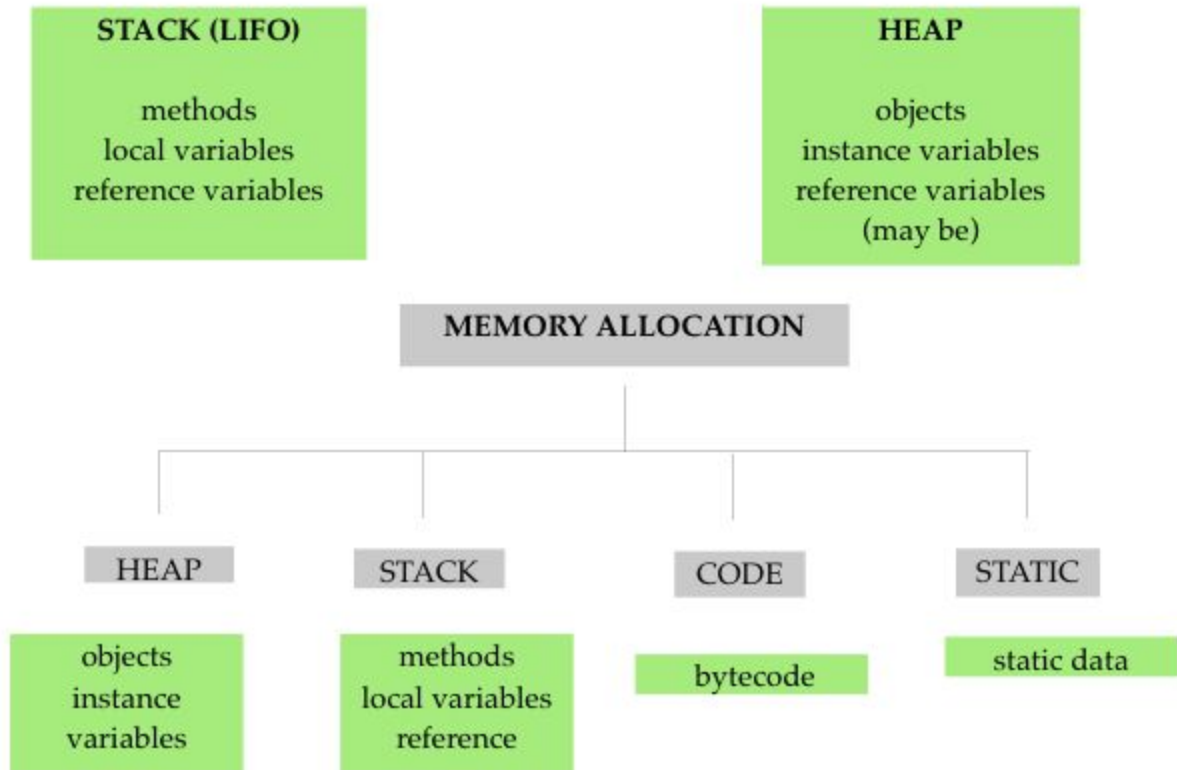 STACK (LIFO)
methods
local variables
reference variables
HEAP
objects
instance variables
reference variables
(may be)
MEMORY ALLOCATION
HEAP
STACK
CODE
STATIC
objects
instance
variables
methods
local variables
reference
bytecode
static data